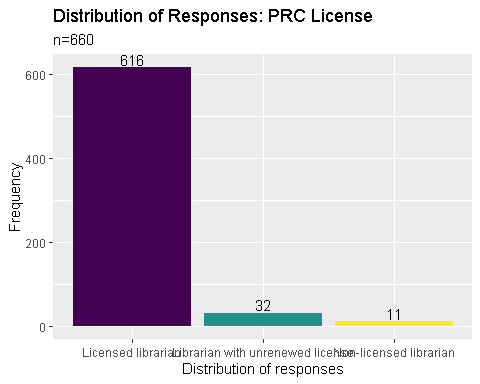 Distribution of Responses: PRC License
n=660
616
32
11
600
400
200
0
Frequency
Licensed librarian
Librarian with unrenewed license
Non-licensed librarian
Distribution of responses